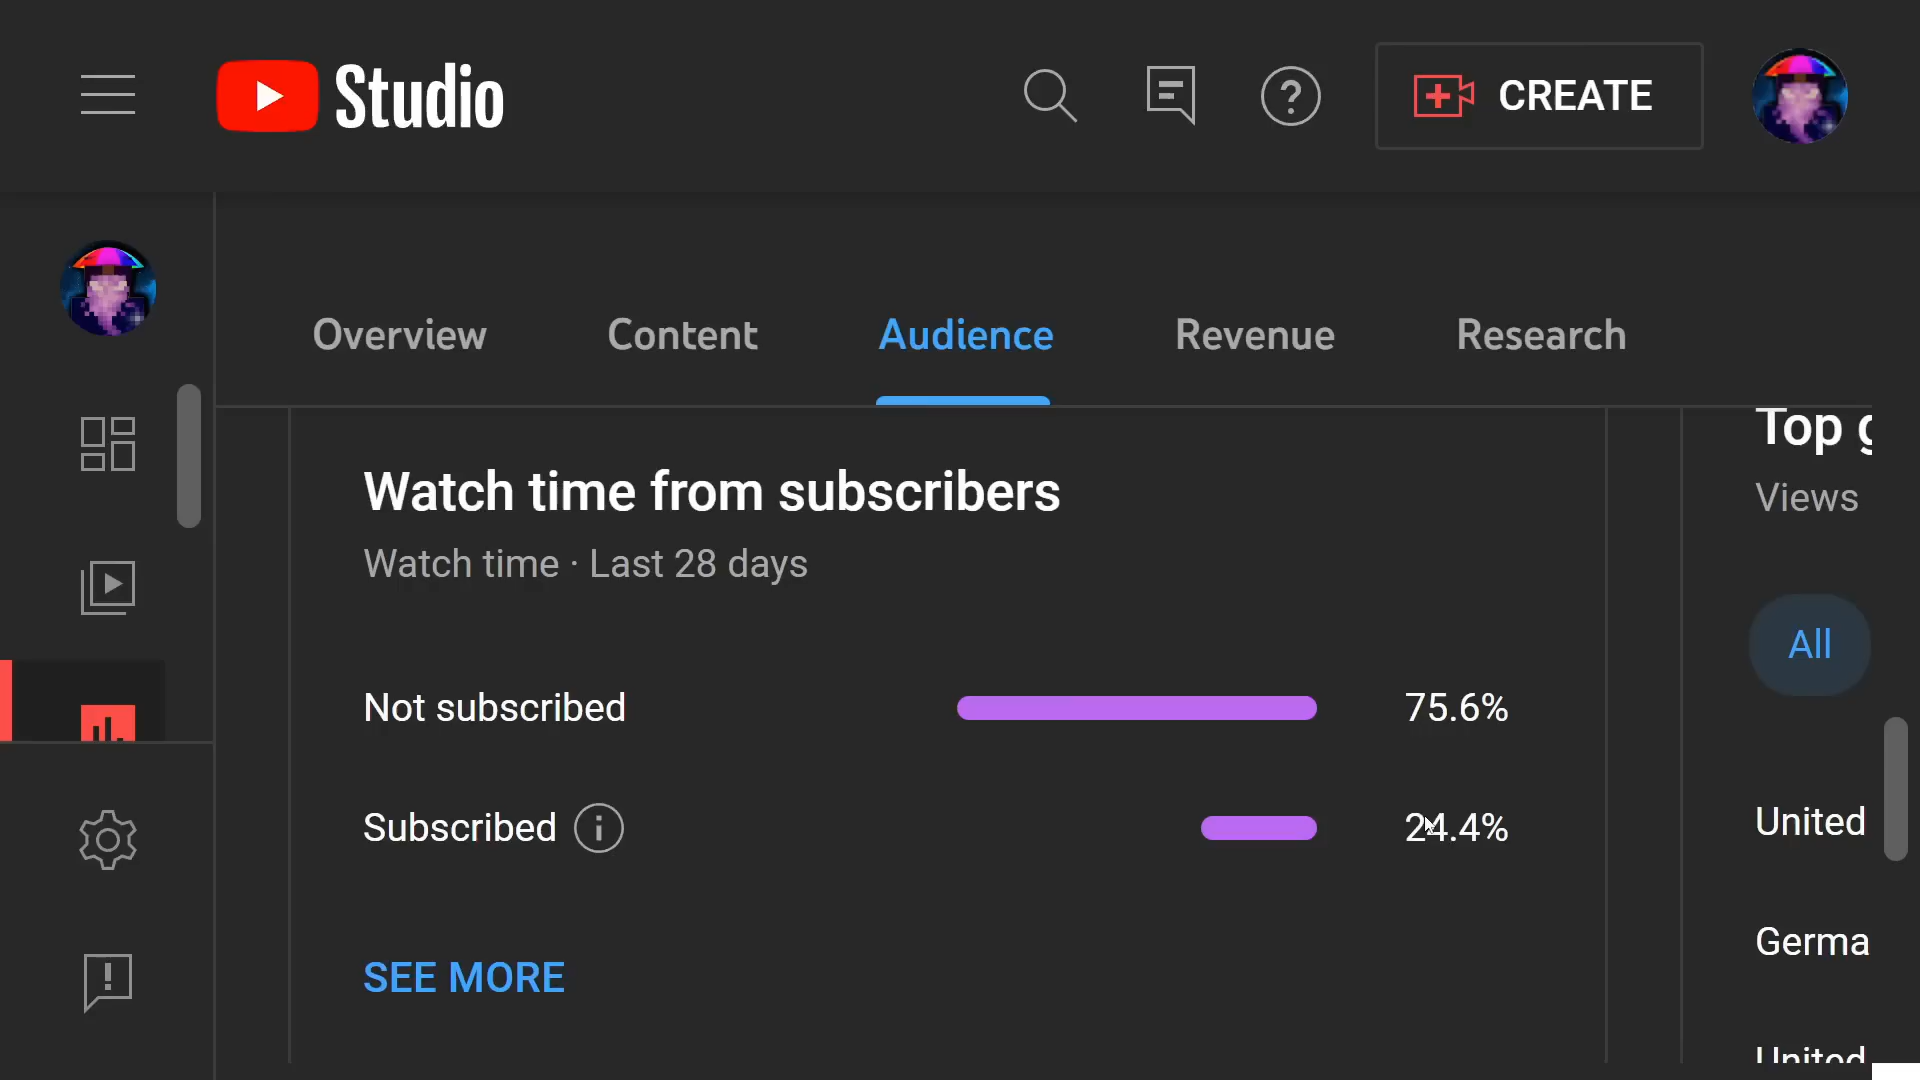 Studio
CREATE
Overview
Content
Audience
Revenue
Research
Watch time from subscribers
Watch time · Last 28 days
Not subscribed
75.6%
Subscribed
24.4%
SEE MORE
Top
Views
All
United
Germa
United